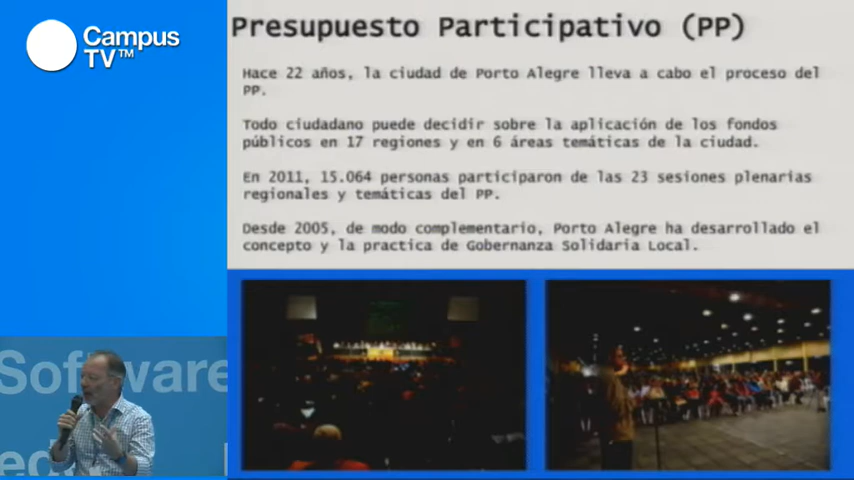 Campus
TV™
Presupuesto Participativo (PP)
Hace 22 años, la ciudad de Porto Alegre lleva a cabo el proceso del
PP.
Todo ciudadano puede decidir sobre la aplicación de los fondos
públicos en 17 regiones y en 6 áreas temáticas de la ciudad.
En 2011, 15.064 personas participaron de las 23 sesiones plenarias
regionales y temáticas del PP.
Desde 2005, de modo complementario, Porto Alegre ha desarrollado el
concepto y la practica de Gobernanza Solidaria Local.
Software